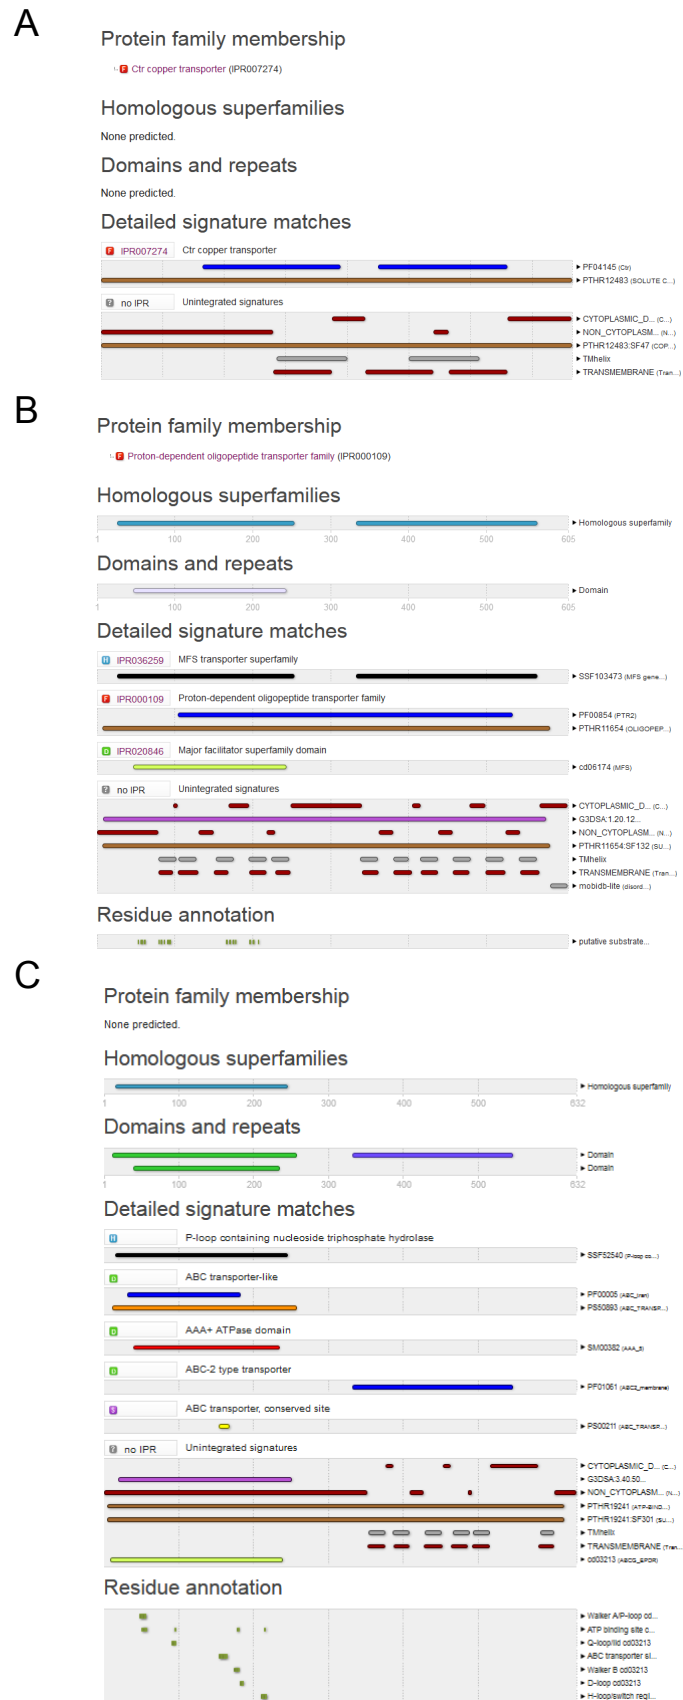 A
Protein family membership
F Ctr copper transporter (IPR007274)
Homologous superfamilies
None predicted.
Domains and repeats
None predicted.
Detailed signature matches
F IPR007274 Ctr copper transporter
PF04145 (Ctr)
PTHR12483 (SOLUTE C...)
? no IPR Unintegrated signatures
CYTOPLASMIC_D... (C...)
NON_CYTOPLASM... (N...)
PTHR12483:SF47 (COP...)
TMhelix
TRANSMEMBRANE (Tran...)
B
Protein family membership
F Proton-dependent oligopeptide transporter family (IPR000109)
Homologous superfamilies
Homologous superfamily
1 100 200 300 400 500 605
Domains and repeats
Domain
1 100 200 300 400 500 605
Detailed signature matches
H IPR036259 MFS transporter superfamily
SSF103473 (MFS gene...)
F IPR000109 Proton-dependent oligopeptide transporter family
PF00854 (PTR2)
PTHR11654 (OLIGOPEP...)
D IPR020846 Major facilitator superfamily domain
cd06174 (MFS)
? no IPR Unintegrated signatures
CYTOPLASMIC_D... (C...)
G3DSA:1.20.12...
NON_CYTOPLASM... (N...)
PTHR11654:SF132 (SU...)
TMhelix
TRANSMEMBRANE (Tran...)
mobidb-lite (disord...)
Residue annotation
putative substrate...
C
Protein family membership
None predicted.
Homologous superfamilies
Homologous superfamily
1 100 200 300 400 500 632
Domains and repeats
Domain
Domain
1 100 200 300 400 500 632
Detailed signature matches
H P-loop containing nucleoside triphosphate hydrolase
SSF52540 (P-loop co...)
D ABC transporter-like
PF00005 (ABC_tran)
PS50893 (ABC_TRANSP...)
D AAA+ ATPase domain
SM00382 (AAA_5)
D ABC-2 type transporter
PF01061 (ABC2_membrane)
S ABC transporter, conserved site
PS00211 (ABC_TRANSP...)
? no IPR Unintegrated signatures
CYTOPLASMIC_D... (C...)
G3DSA:3.40.50...
NON_CYTOPLASM... (N...)
PTHR19241 (ATP-BIND...)
PTHR19241:SF301 (SU...)
TMhelix
TRANSMEMBRANE (Tran...)
cd03213 (ABCG_EPDR)
Residue annotation
Walker A/P-loop cd...
ATP binding site c...
Q-loop/lid cd03213
ABC transporter si...
Walker B cd03213
D-loop cd03213
H-loop/switch regi...